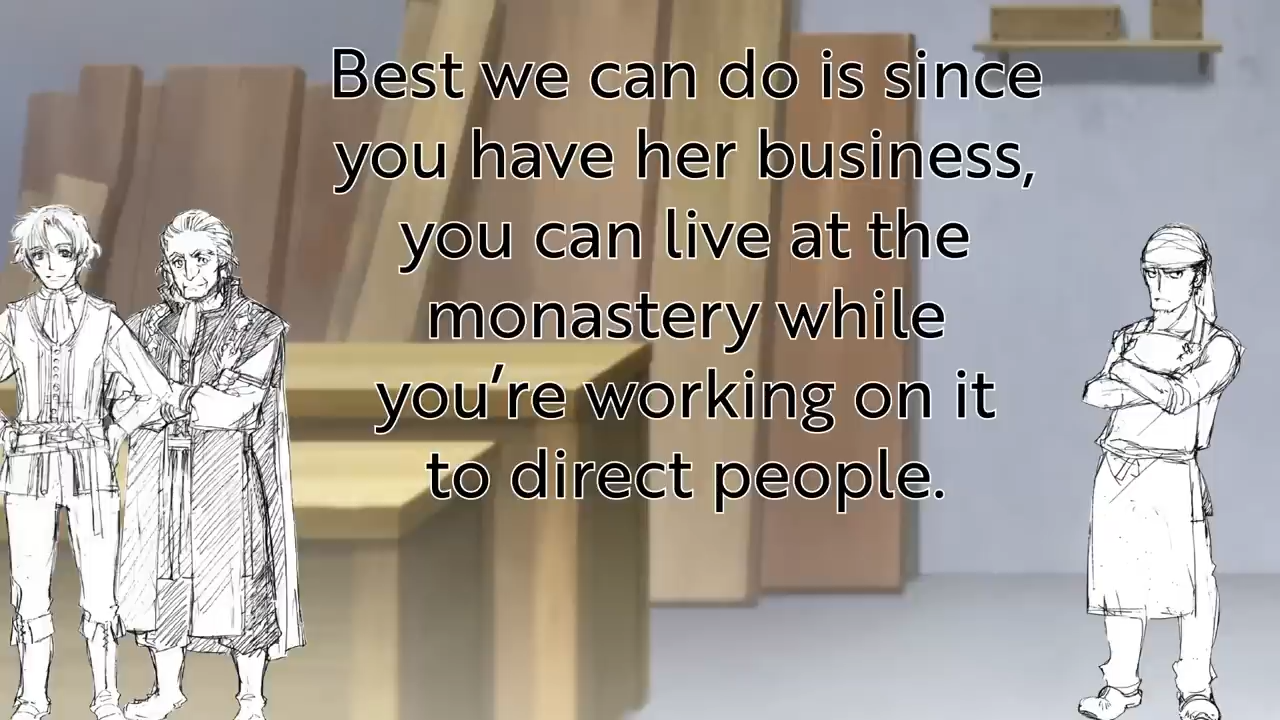 Best we can do is since
you have her business,
you can live at the
monastery while
you’re working on it
to direct people.